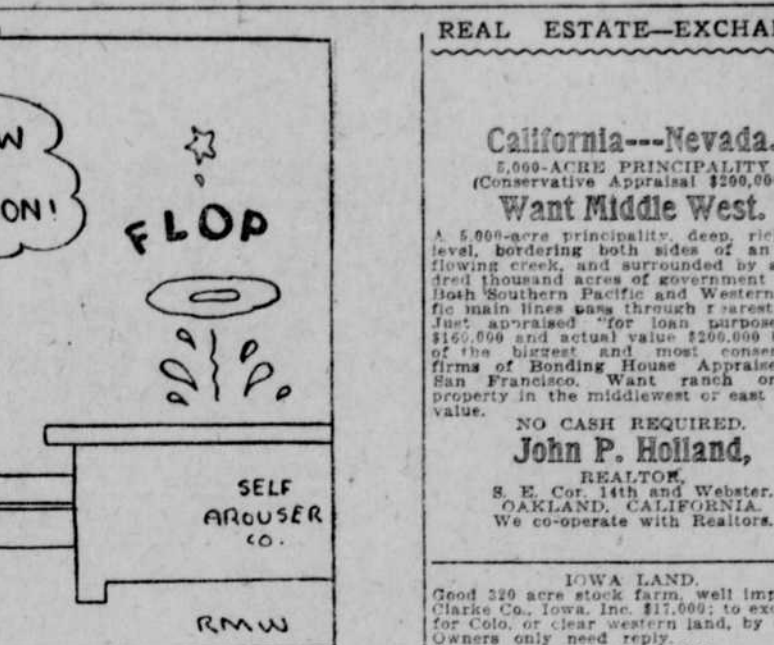 W
ON!
FLOP
SELF
AROUSER
CO.
RMW
REAL ESTATE—EXCHAN
California---Nevada.
5,000-ACRE PRINCIPALITY
(Conservative Appraisal $200,00
Want Middle West.
A 5,000-acre principality, deep, ric
level, bordering both sides of an
flowing creek, and surrounded by
dred thousand acres of government
Both Southern Pacific and Western
fic main lines pass through nearest
Just appraised "for loan purpose
$160,000 and actual value $200,000
of the biggest and most conser
firms of Bonding House Appraise
San Francisco. Want ranch or
property in the middlewest or east
value.
NO CASH REQUIRED.
John P. Holland,
REALTOR,
S. E. Cor. 14th and Webster.
OAKLAND, CALIFORNIA.
We co-operate with Realtors.
IOWA LAND.
Good 320 acre stock farm, well imp
Clarke Co., Iowa. Inc. $17,000; to exc
for Colo, or clear western land, by
Owners only need reply.